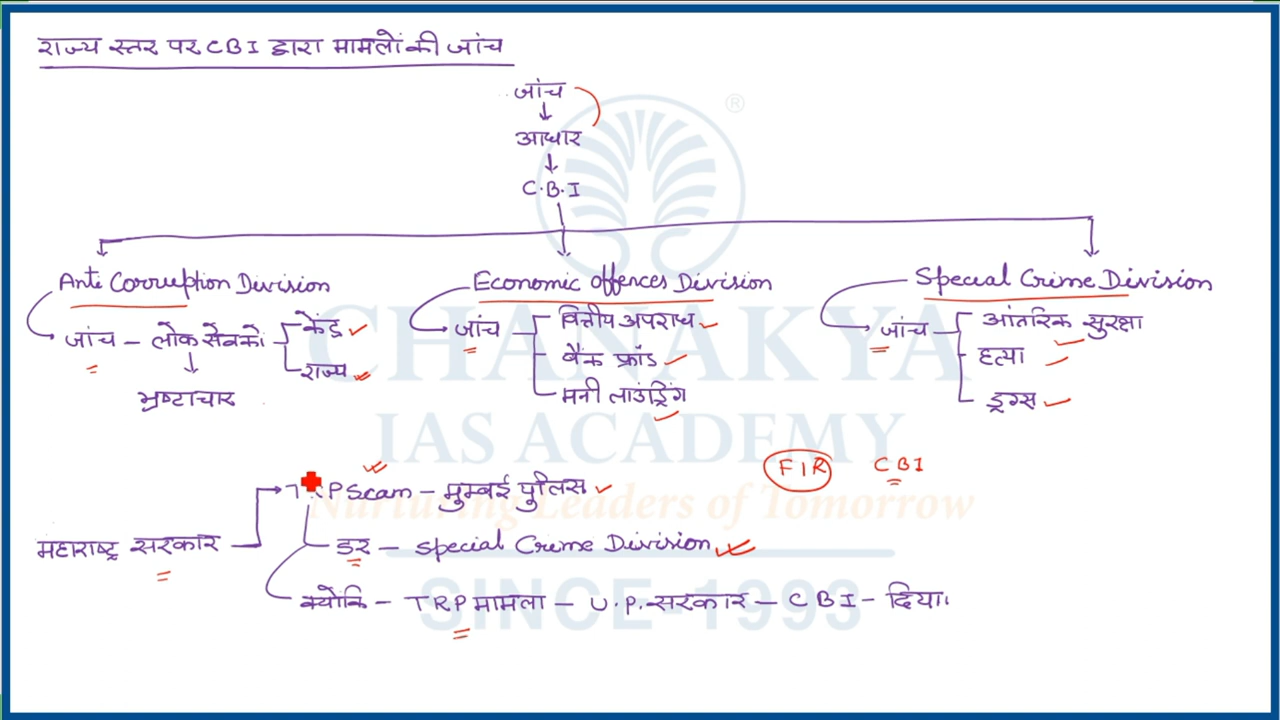 राज्य स्तर पर CBI द्वारा मामलों की जांच
जांच
आधार
C.B.I
Anti Corruption Division
Economic offences Division
Special Crime Division
जांच – लोक सेवको
केंद्र
राज्य
भ्रष्टाचार
जांच
वित्तीय अपराध
बैंक फ्रॉड
मनी लाउंड्रिंग
जांच
आंतरिक सुरक्षा
हत्या
ड्रग्स
CHANAKYA
IAS ACADEMY
Nurturing Leaders of Tomorrow
SINCE-1993
®
FIR CBI
महाराष्ट्र सरकार
P Scam – मुम्बई पुलिस
डर – Special Crime Division
क्योकि – TRP मामला – U.P. सरकार – CBI – दिया।